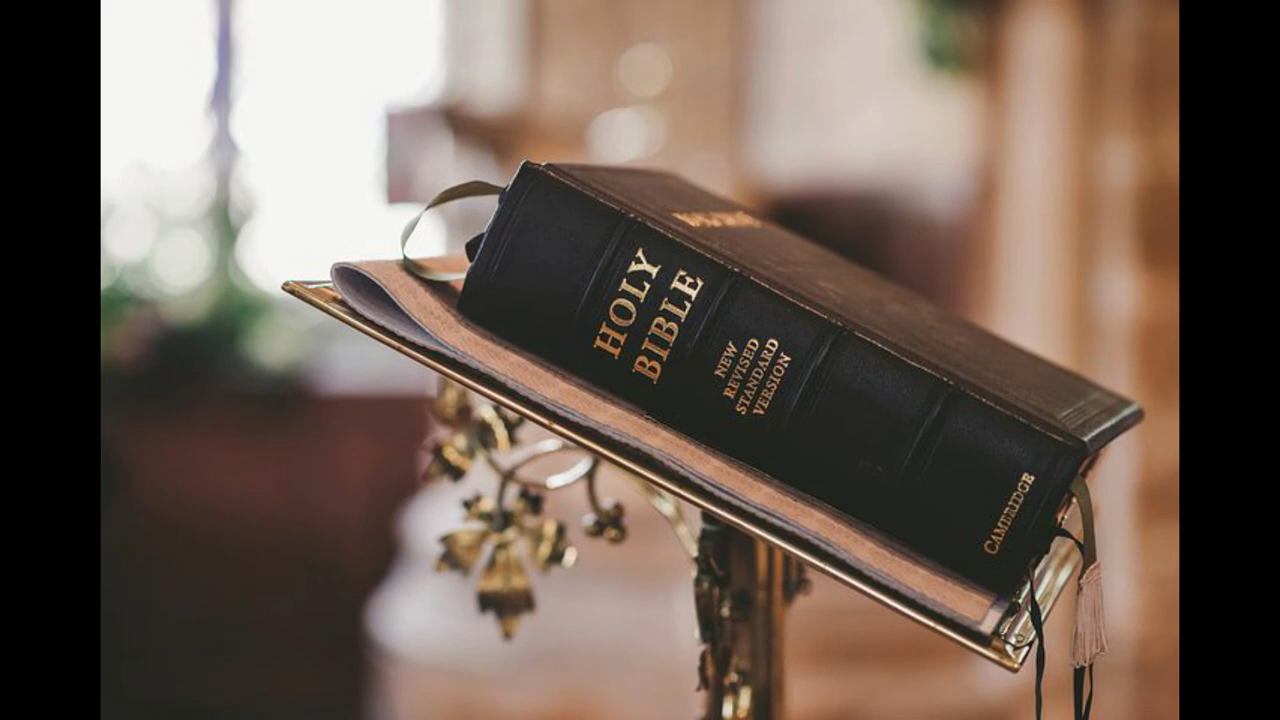 HOLY
BIBLE
NEW
REVISED
STANDARD
VERSION
CAMBRIDGE